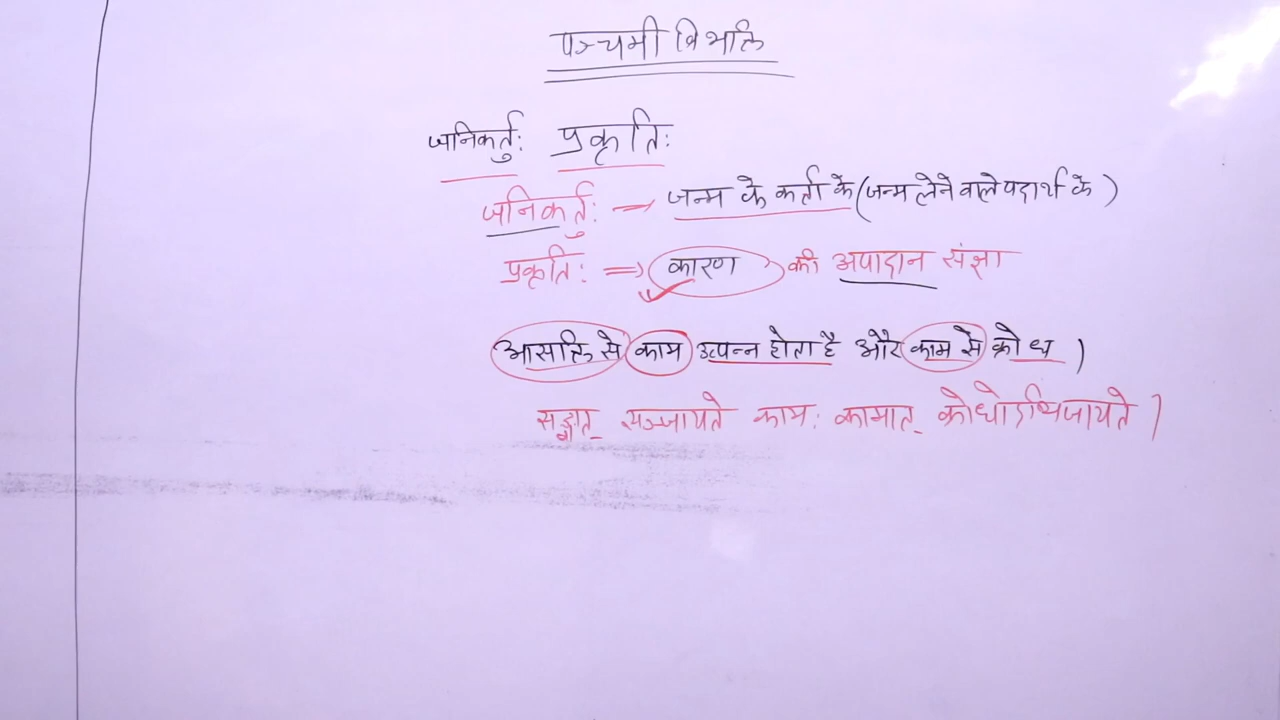 पञ्चमी विभक्ति
जनिकर्तुः प्रकृतिः
जनिकर्तुः → जन्म के कर्ता के (जन्म लेने वाले पदार्थ के)
प्रकृतिः ⇒ कारण की अपादान संज्ञा
आसक्ति से काम उत्पन्न होता है और काम से क्रोध)
सङ्गात् सञ्जायते कामः कामात् क्रोधोऽभिजायते।